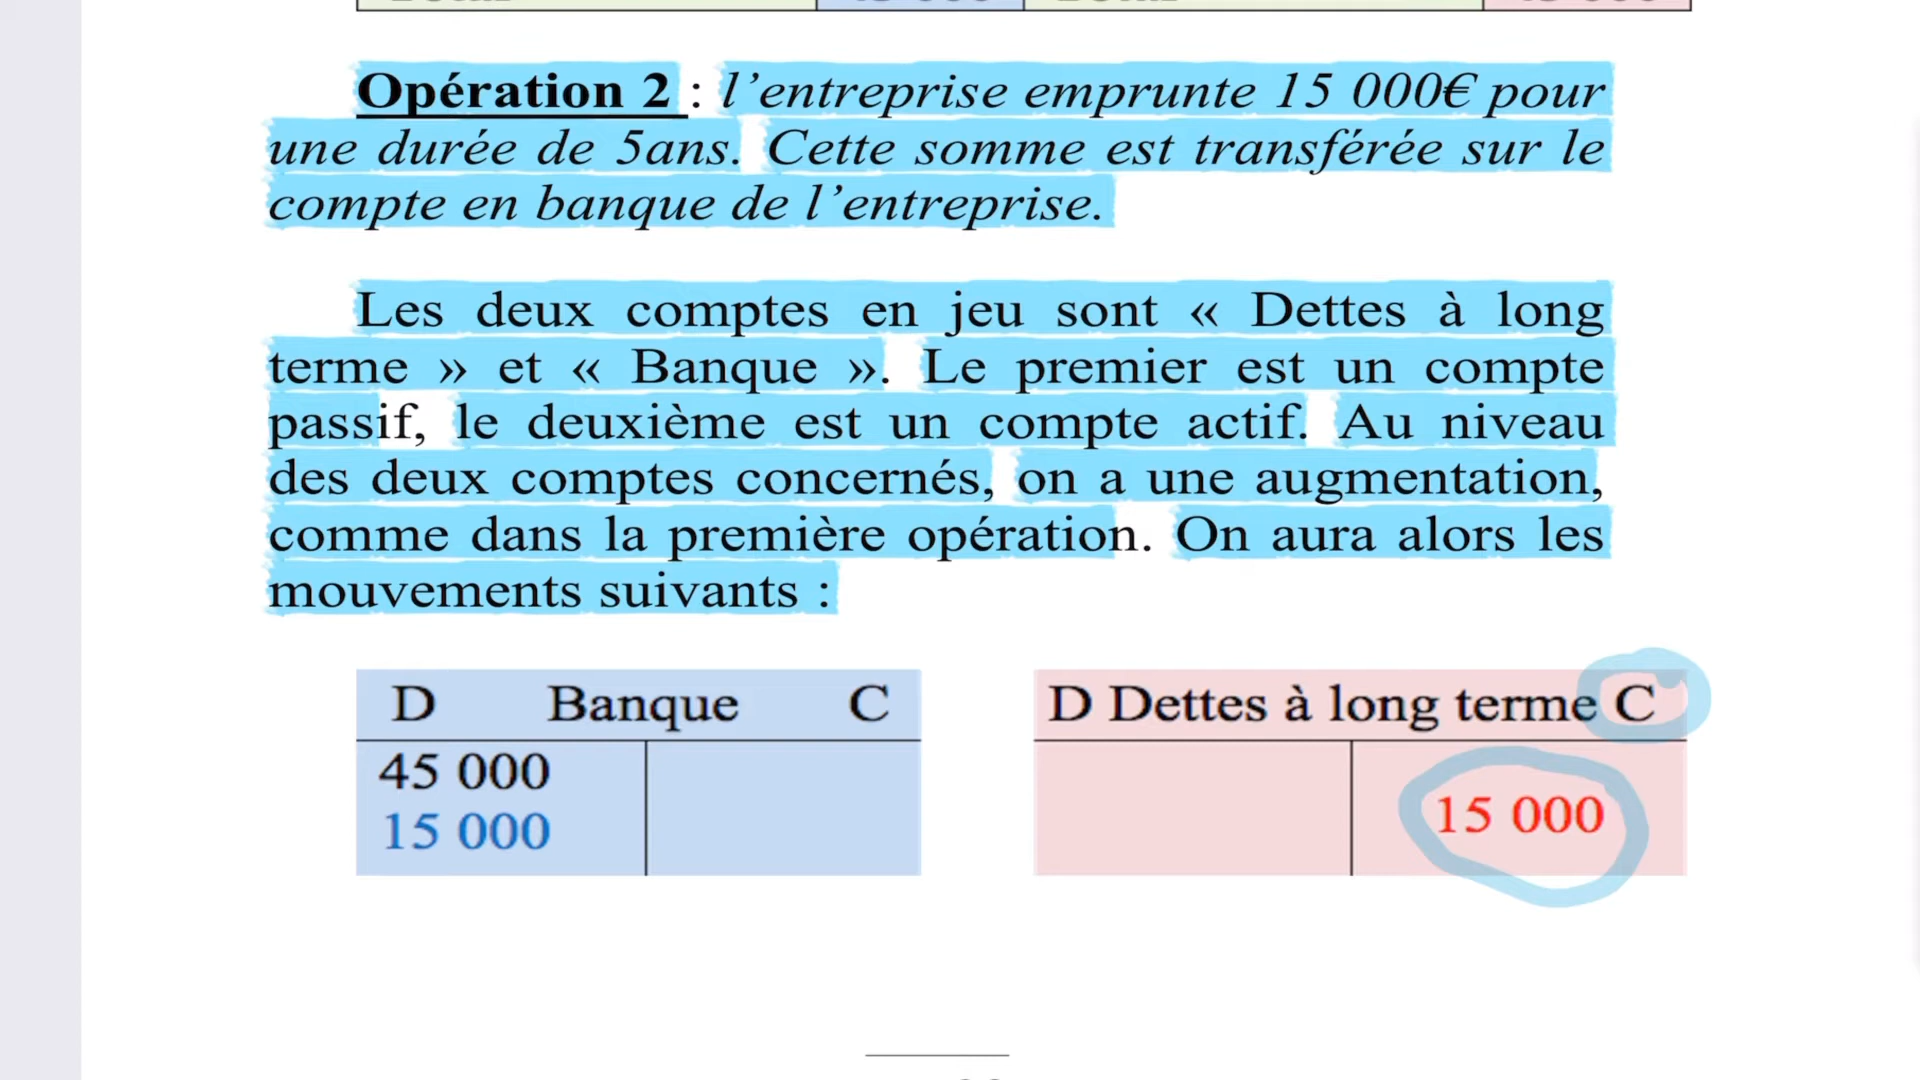 Opération 2 : l’entreprise emprunte 15 000€ pour
une durée de 5ans. Cette somme est transférée sur le
compte en banque de l’entreprise.
Les deux comptes en jeu sont « Dettes à long
terme » et « Banque ». Le premier est un compte
passif, le deuxième est un compte actif. Au niveau
des deux comptes concernés, on a une augmentation,
comme dans la première opération. On aura alors les
mouvements suivants :
D Banque C
45 000
15 000
D Dettes à long terme C
15 000